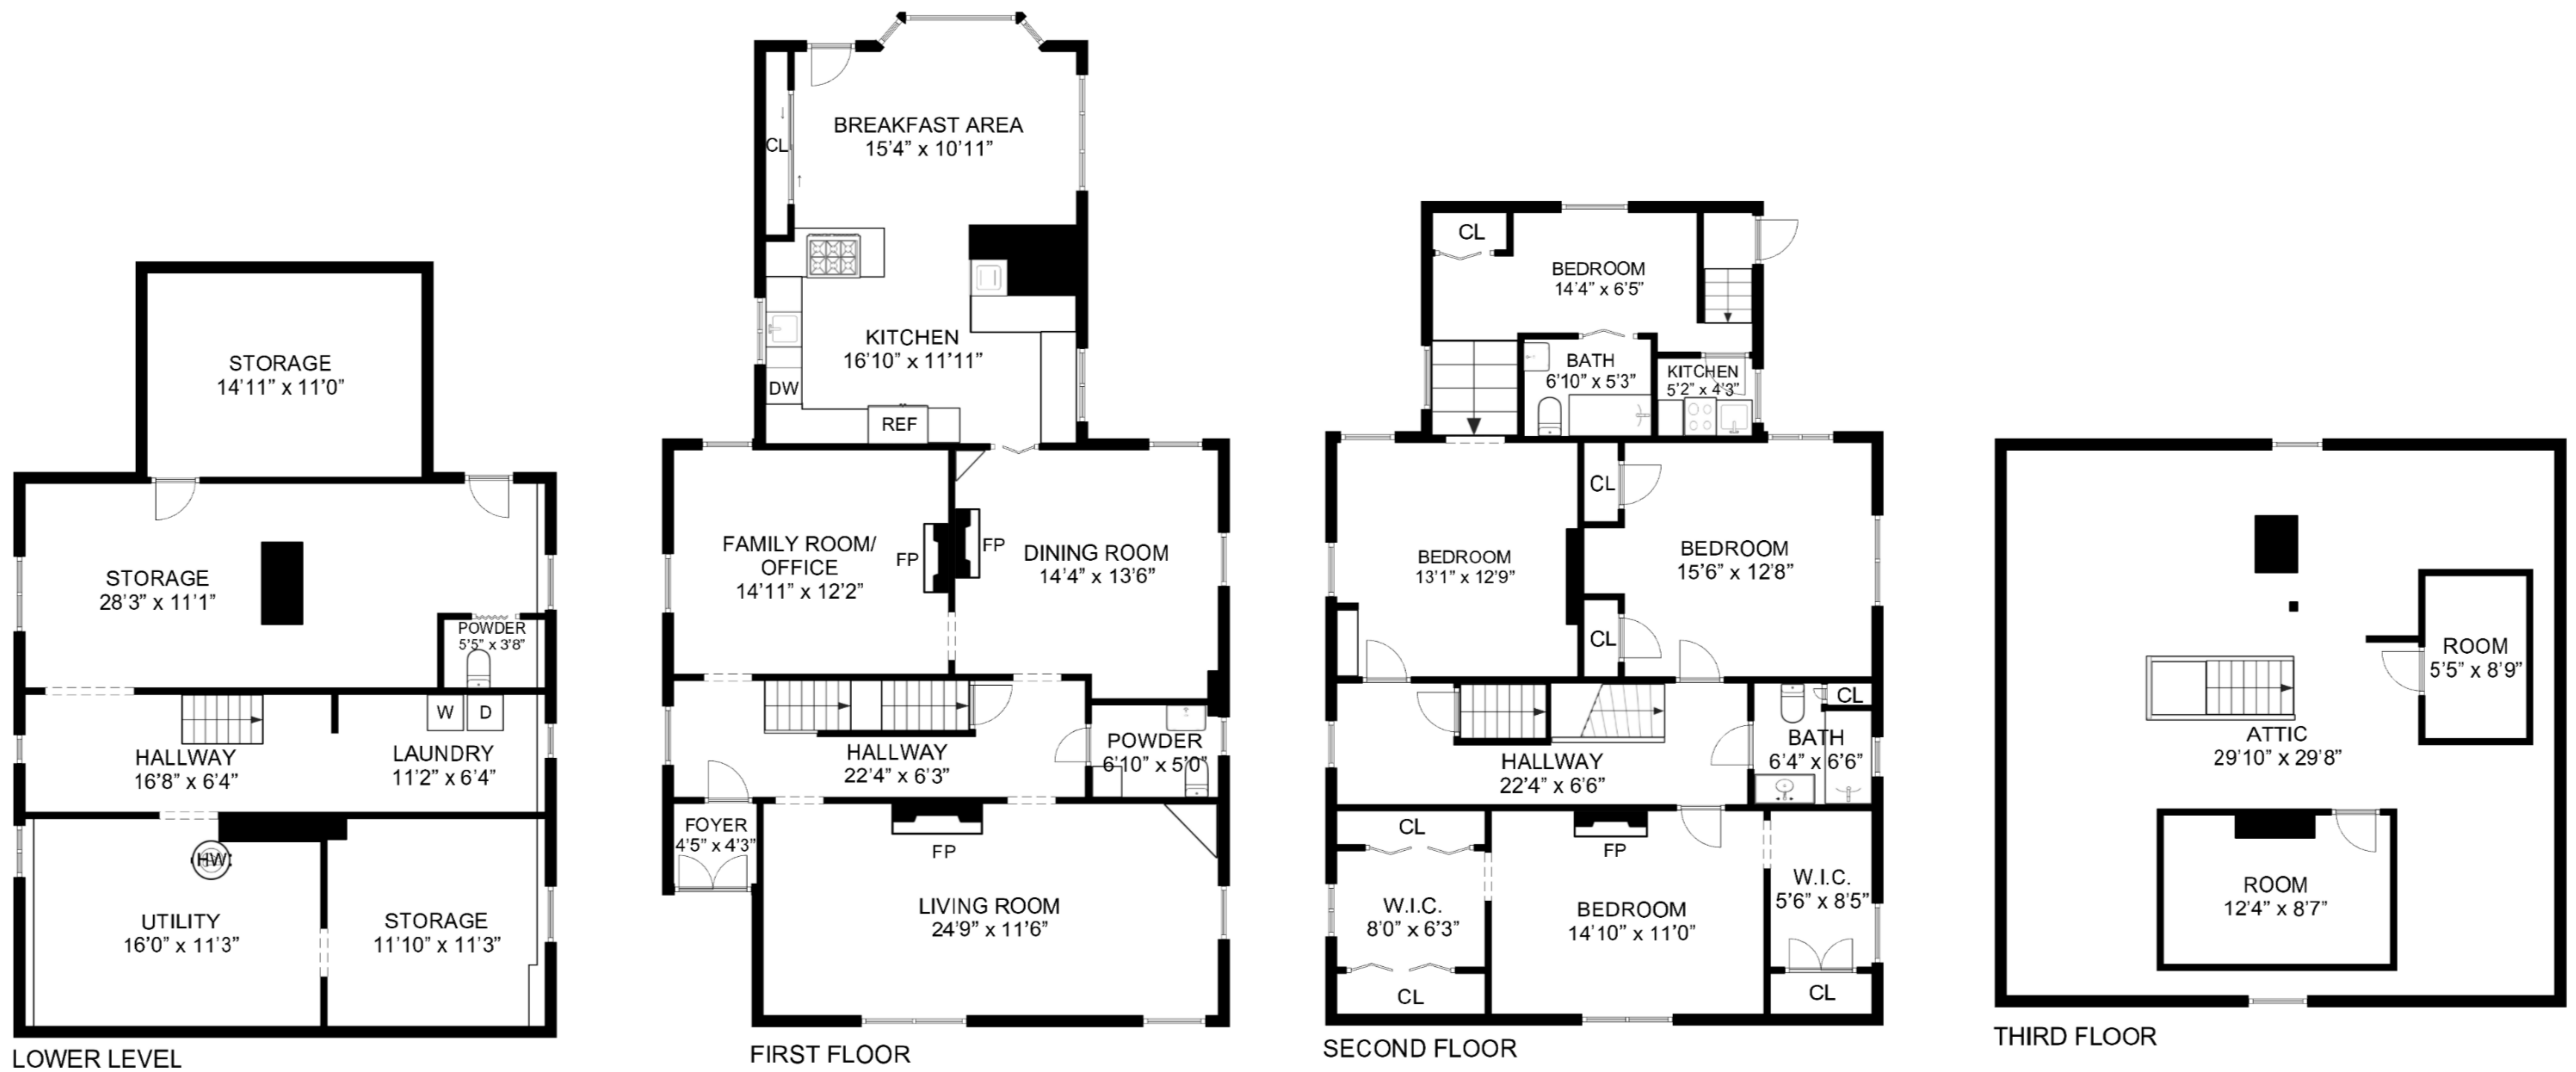 STORAGE
14'11" x 11'0"
STORAGE
28'3" x 11'1"
POWDER
5'5" x 3'8"
W
D
HALLWAY
16'8" x 6'4"
LAUNDRY
11'2" x 6'4"
HW
UTILITY
16'0" x 11'3"
STORAGE
11'10" x 11'3"
LOWER LEVEL
BREAKFAST AREA
15'4" x 10'11"
CL
KITCHEN
16'10" x 11'11"
DW
REF
FAMILY ROOM/
OFFICE
14'11" x 12'2"
FP
FP
DINING ROOM
14'4" x 13'6"
HALLWAY
22'4" x 6'3"
POWDER
6'10" x 5'0"
FOYER
4'5" x 4'3"
FP
LIVING ROOM
24'9" x 11'6"
FIRST FLOOR
CL
BEDROOM
14'4" x 6'5"
BATH
6'10" x 5'3"
KITCHEN
5'2" x 4'3"
BEDROOM
13'1" x 12'9"
CL
BEDROOM
15'6" x 12'8"
CL
HALLWAY
22'4" x 6'6"
CL
BATH
6'4" x 6'6"
CL
W.I.C.
8'0" x 6'3"
CL
FP
BEDROOM
14'10" x 11'0"
W.I.C.
5'6" x 8'5"
CL
SECOND FLOOR
ROOM
5'5" x 8'9"
ATTIC
29'10" x 29'8"
ROOM
12'4" x 8'7"
THIRD FLOOR